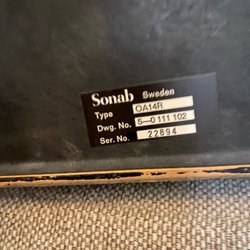 Sonab Sweden
Type OA14R
Dwg. No. 5-0 111 102
Ser. No. 22894